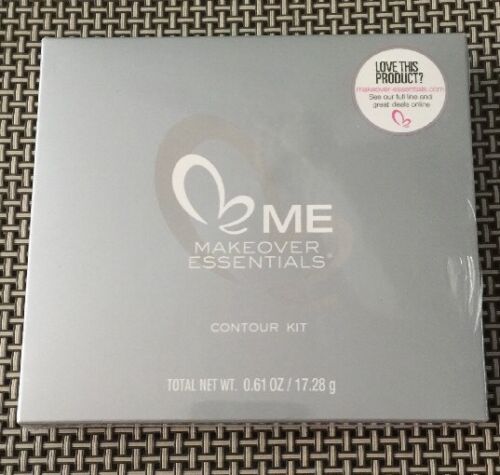 LOVE THIS
PRODUCT?
makeover-essentials.com
See our full line and
great deals online
ME
MAKEOVER
ESSENTIALS®
CONTOUR KIT
TOTAL NET WT. 0.61 OZ / 17.28 g